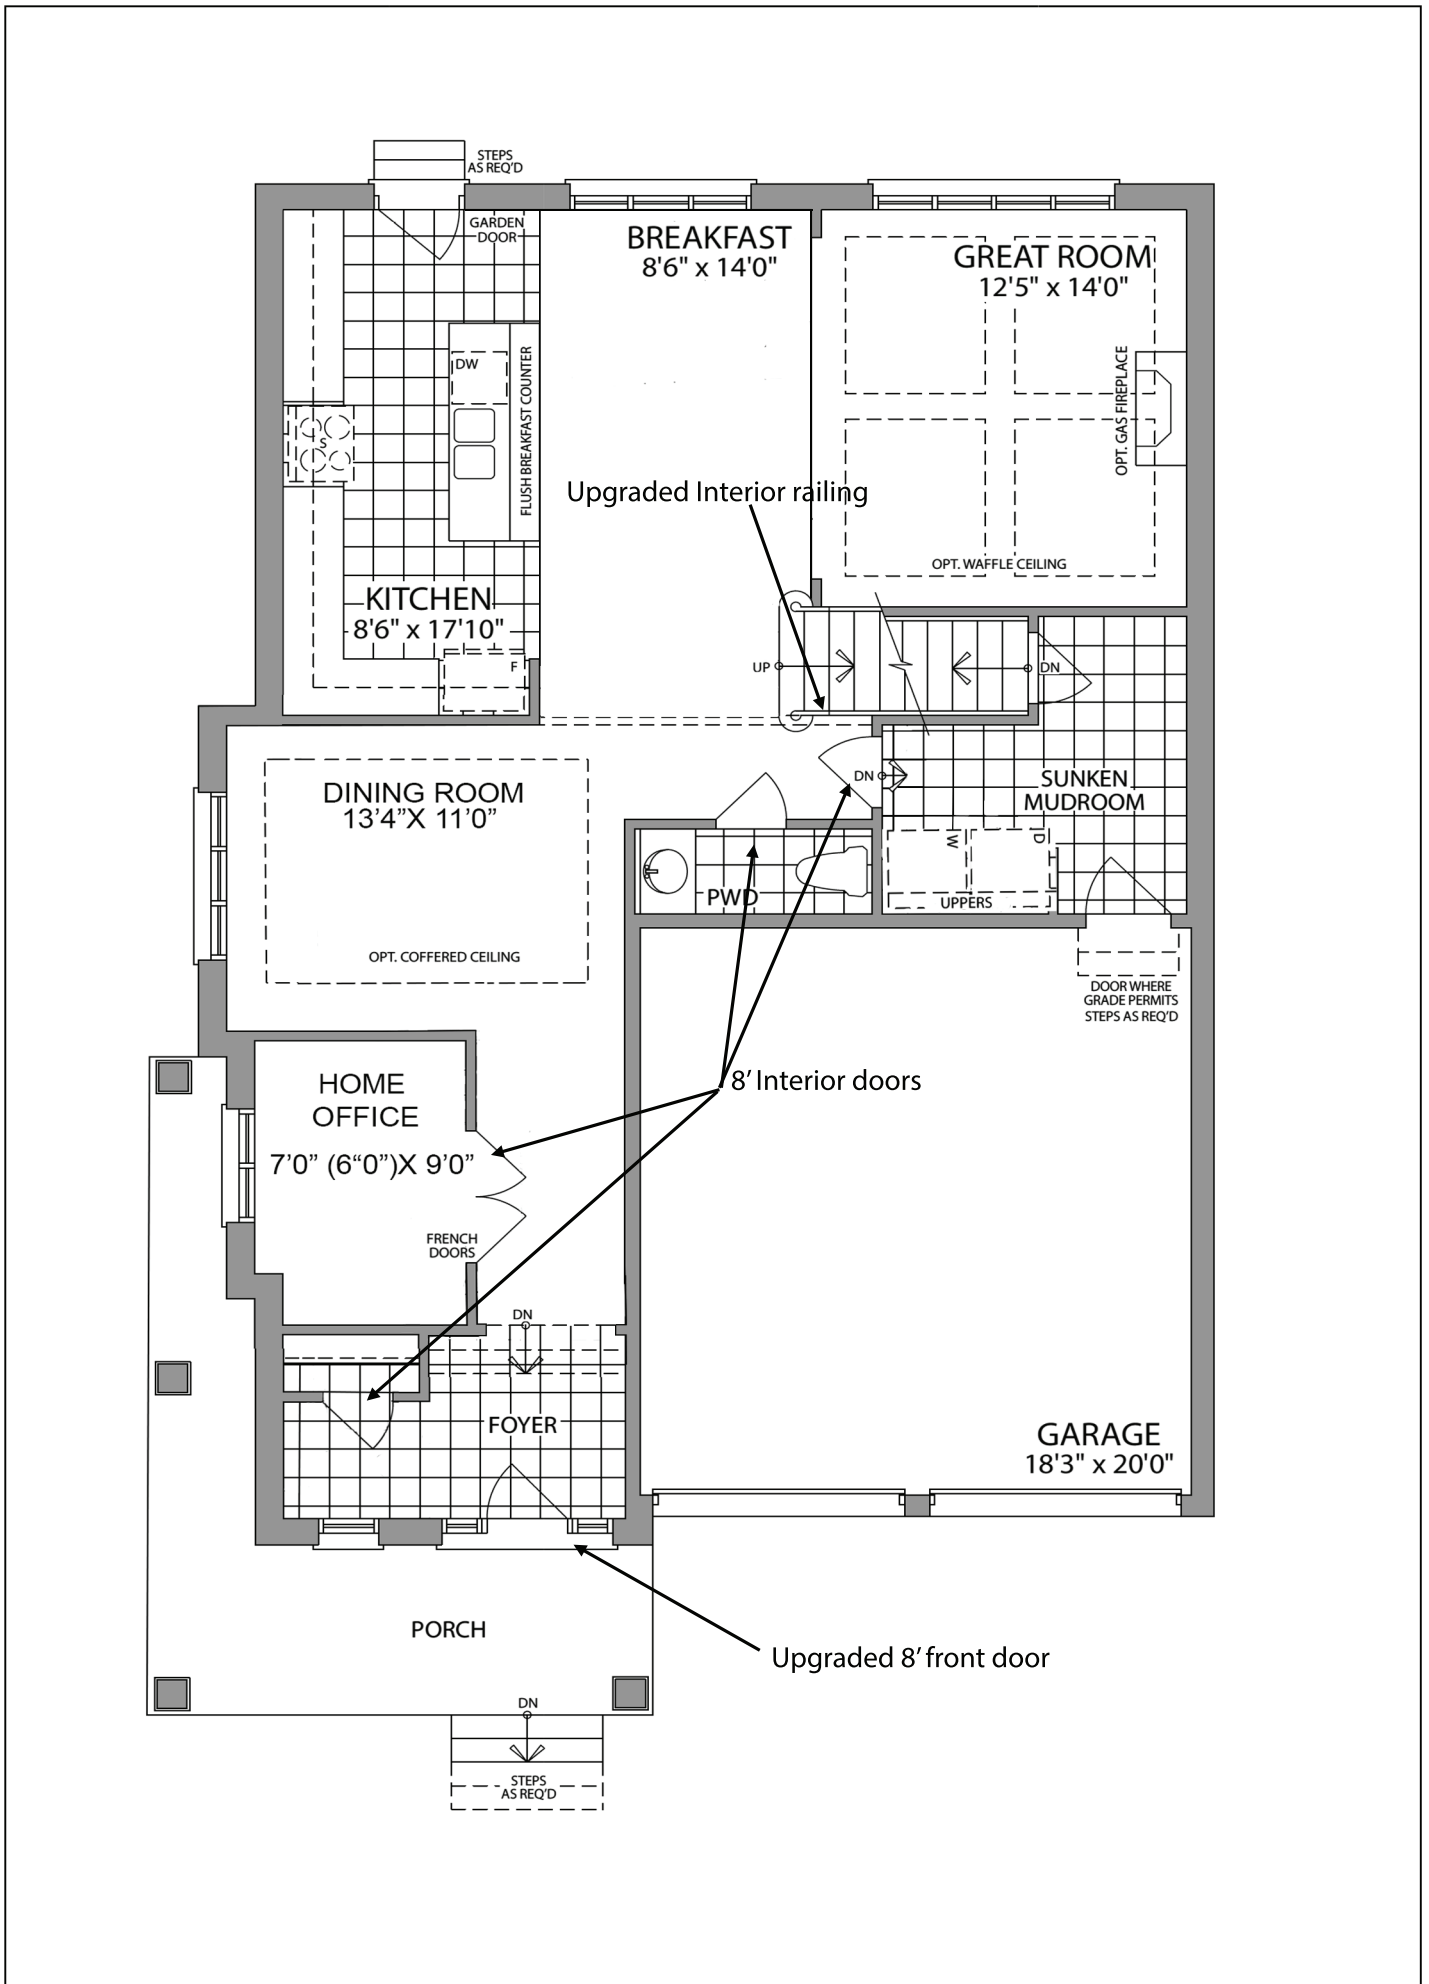 STEPS
AS REQ'D
GARDEN
DOOR
BREAKFAST
8'6" x 14'0"
GREAT ROOM
12'5" x 14'0"
DW
FLUSH BREAKFAST COUNTER
OPT. GAS FIREPLACE
S
Upgraded Interior railing
OPT. WAFFLE CEILING
KITCHEN
8'6" x 17'10"
F
UP
DN
DINING ROOM
13'4”X 11'0”
DN
SUNKEN
MUDROOM
W
D
PWD
UPPERS
OPT. COFFERED CEILING
DOOR WHERE
GRADE PERMITS
STEPS AS REQ'D
HOME
OFFICE
8’ Interior doors
7'0” (6“0”)X 9'0”
FRENCH
DOORS
DN
FOYER
GARAGE
18'3" x 20'0"
PORCH
Upgraded 8’ front door
DN
STEPS
AS REQ'D